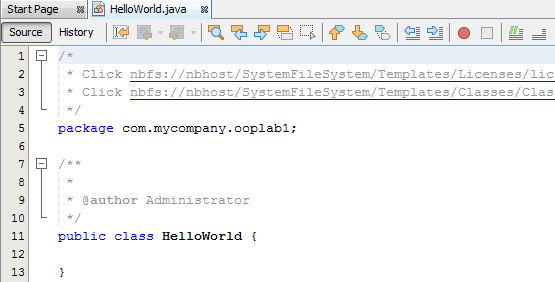 Start Page
HelloWorld.java
Source
History
1 /*
2 * Click nbfs://nbhost/SystemFileSystem/Templates/Licenses/lic
3 * Click nbfs://nbhost/SystemFileSystem/Templates/Classes/Clas
4 */
5 package com.mycompany.ooplab1;
6
7 /**
8 *
9 * @author Administrator
10 */
11 public class HelloWorld {
12
13 }